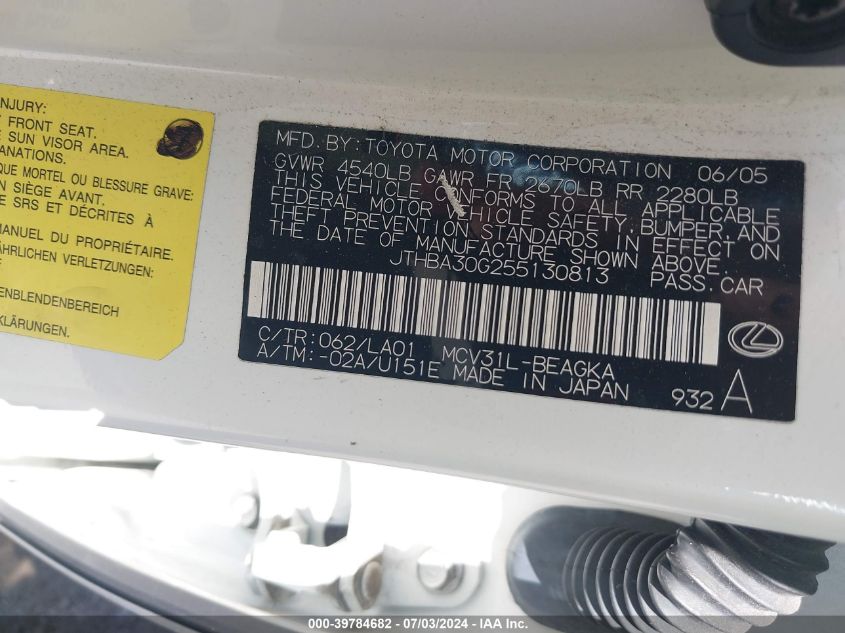 NJURY:
FRONT SEAT.
SUN VISOR AREA.
ANATIONS.
QUE MORTEL OU BLESSURE GRAVE:
SIÈGE AVANT.
E SRS ET DÉCRITES À
MANUEL DU PROPRIÉTAIRE.
ÄHRLICHEN VERLETZUNGEN.
ENBLENDENBEREICH
KLÄRUNGEN.
MFD. BY: TOYOTA MOTOR CORPORATION 06/05
GVWR 4540LB GAWR FR 2670LB RR 2280LB
THIS VEHICLE CONFORMS TO ALL APPLICABLE
FEDERAL MOTOR VEHICLE SAFETY, BUMPER, AND
THEFT PREVENTION STANDARDS IN EFFECT ON
THE DATE OF MANUFACTURE SHOWN ABOVE.
JTHBA30G255130813 PASS. CAR
C/TR: 062/LA01 MCV31L-BEAGKA
A/TM: -02A/U151E MADE IN JAPAN
932 A
000-39784682 - 07/03/2024 - IAA Inc.